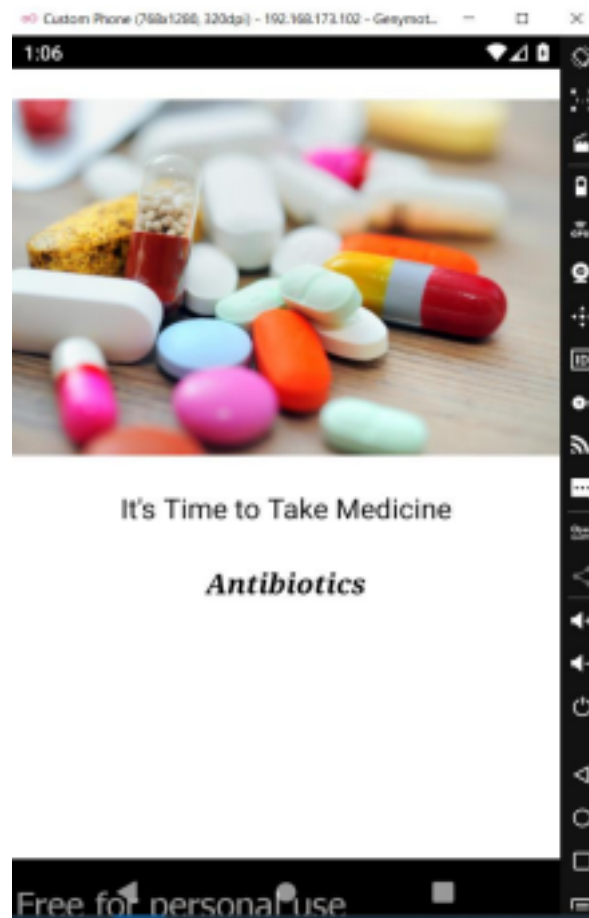 Custom Phone (768x1280, 320dpi) - 192.168.173.102 - Genymot...
1:06
It's Time to Take Medicine
Antibiotics
Free for personal use